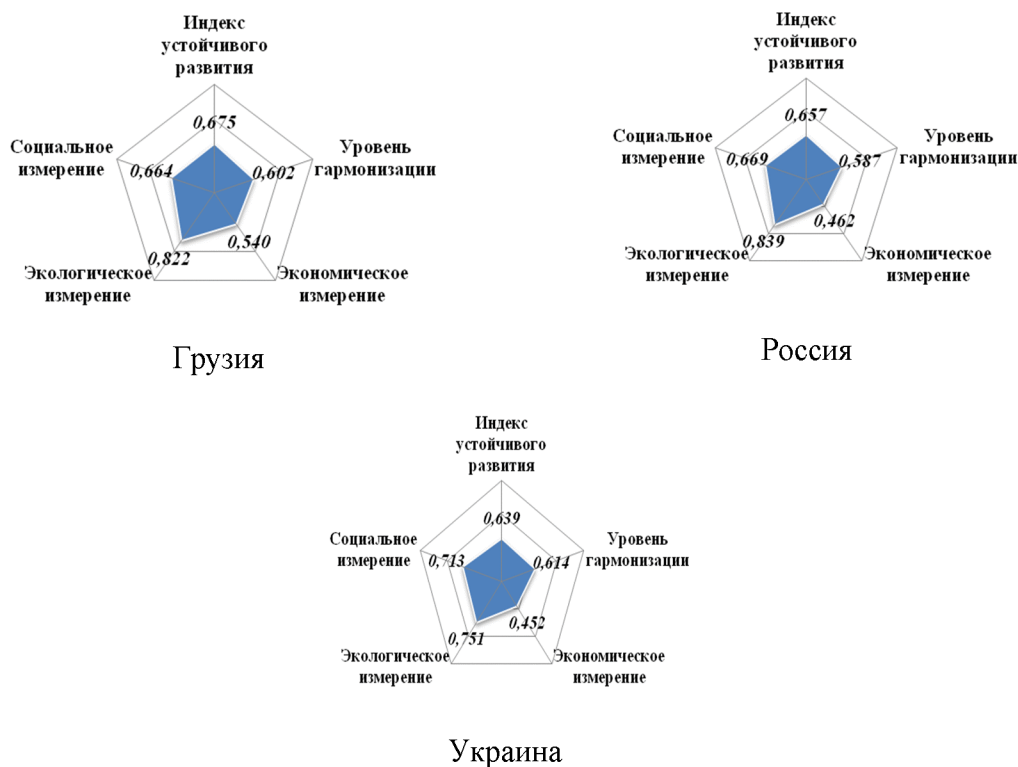 Индекс
устойчивого
развития
0,675
Социальное
измерение
0,664
Уровень
гармонизации
0,602
0,540
0,822
Экологическое
измерение
Экономическое
измерение
Грузия
Индекс
устойчивого
развития
0,657
Социальное
измерение
0,669
Уровень
гармонизации
0,587
0,462
0,839
Экологическое
измерение
Экономическое
измерение
Россия
Индекс
устойчивого
развития
0,639
Социальное
измерение
0,713
Уровень
гармонизации
0,614
0,452
0,751
Экологическое
измерение
Экономическое
измерение
Украина